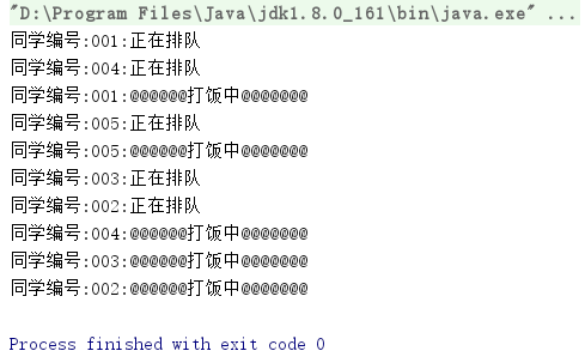 "D:\Program Files\Java\jdk1.8.0_161\bin\java.exe" ...
同学编号:001:正在排队
同学编号:004:正在排队
同学编号:001:@@@@@@打饭中@@@@@@@
同学编号:005:正在排队
同学编号:005:@@@@@@打饭中@@@@@@@
同学编号:003:正在排队
同学编号:002:正在排队
同学编号:004:@@@@@@打饭中@@@@@@@
同学编号:003:@@@@@@打饭中@@@@@@@
同学编号:002:@@@@@@打饭中@@@@@@@
Process finished with exit code 0